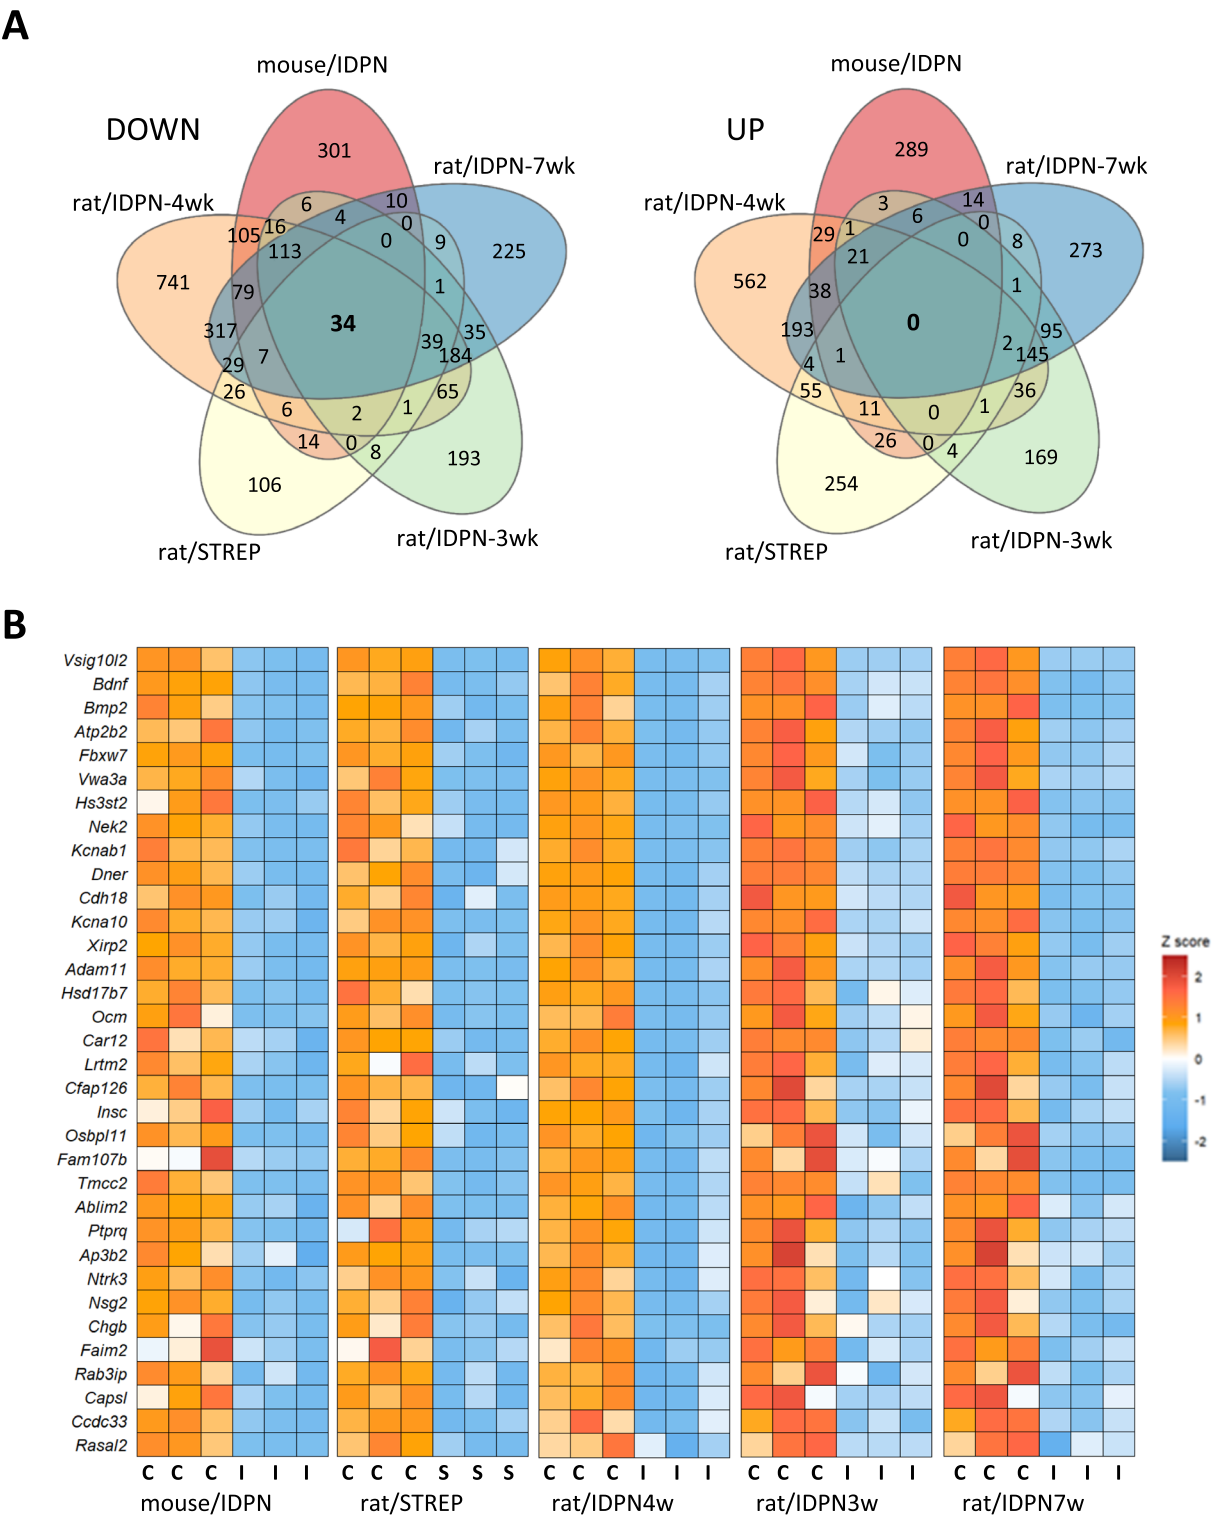 A
mouse/IDPN
mouse/IDPN
DOWN
UP
rat/IDPN-7wk
rat/IDPN-7wk
rat/IDPN-4wk
rat/IDPN-4wk
301
6
10
4
0
16
105
113
0
9
225
741
79
1
317
34
39
35
184
29
7
26
65
6
2
1
14
0
8
193
106
289
3
14
6
0
29
1
21
0
8
273
562
38
1
193
0
2
95
145
4
1
55
36
11
0
1
26
0
4
169
254
rat/STREP
rat/IDPN-3wk
rat/STREP
rat/IDPN-3wk
B
Vsig10l2
Bdnf
Bmp2
Atp2b2
Fbxw7
Vwa3a
Hs3st2
Nek2
Kcnab1
Dner
Cdh18
Kcna10
Xirp2
Adam11
Hsd17b7
Ocm
Car12
Lrtm2
Cfap126
Insc
Osbpl11
Fam107b
Tmcc2
Ablim2
Ptprq
Ap3b2
Ntrk3
Nsg2
Chgb
Faim2
Rab3ip
Capsl
Ccdc33
Rasal2
Z score
2
1
0
-1
-2
C C C I I I
C C C S S S
C C C I I I
C C C I I I
C C C I I I
mouse/IDPN
rat/STREP
rat/IDPN4w
rat/IDPN3w
rat/IDPN7w